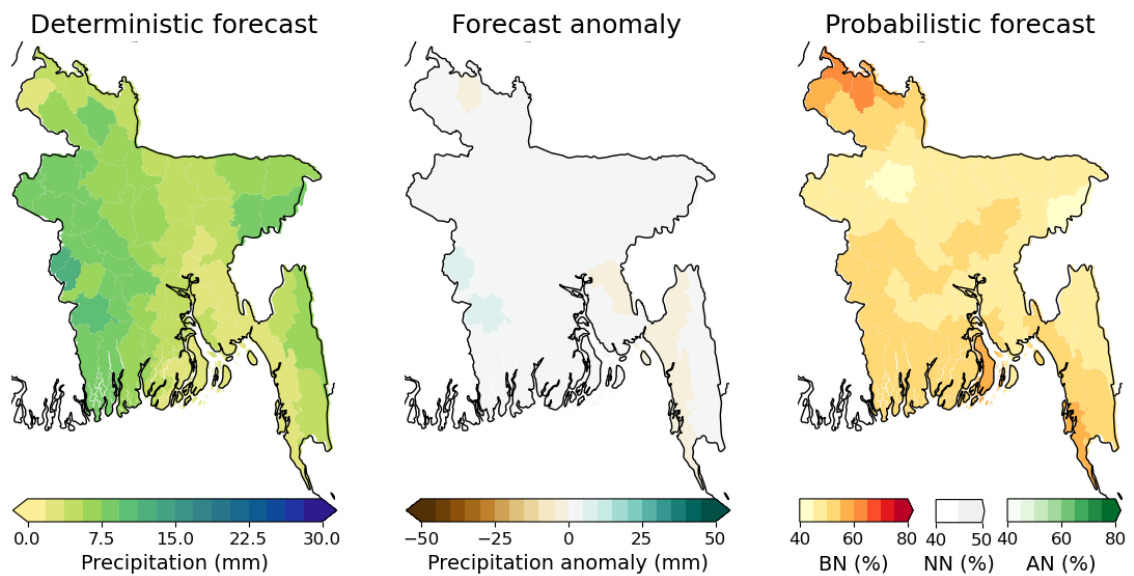 Deterministic forecast
Forecast anomaly
Probabilistic forecast
0.0 7.5 15.0 22.5 30.0
Precipitation (mm)
−50 −25 0 25 50
Precipitation anomaly (mm)
40 60 80
BN (%)
40 50
NN (%)
40 60 80
AN (%)